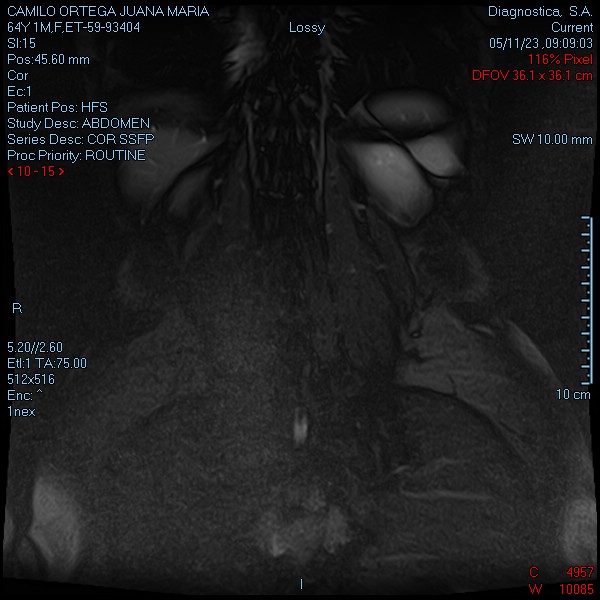 CAMILO ORTEGA JUANA MARIA
64Y 1M,F,ET-59-93404
Sl:15
Pos:45.60 mm
Cor
Ec:1
Patient Pos: HFS
Study Desc: ABDOMEN
Series Desc: COR SSFP
Proc Priority: ROUTINE
< 10 - 15 >
Lossy
Diagnostica, S.A.
Current
05/11/23 ,09:09:03
116% Pixel
DFOV 36.1 x 36.1 cm
SW 10.00 mm
R
5.20//2.60
Etl:1 TA:75.00
512x516
Enc: ^
1nex
10 cm
I
C 4957
W 10085